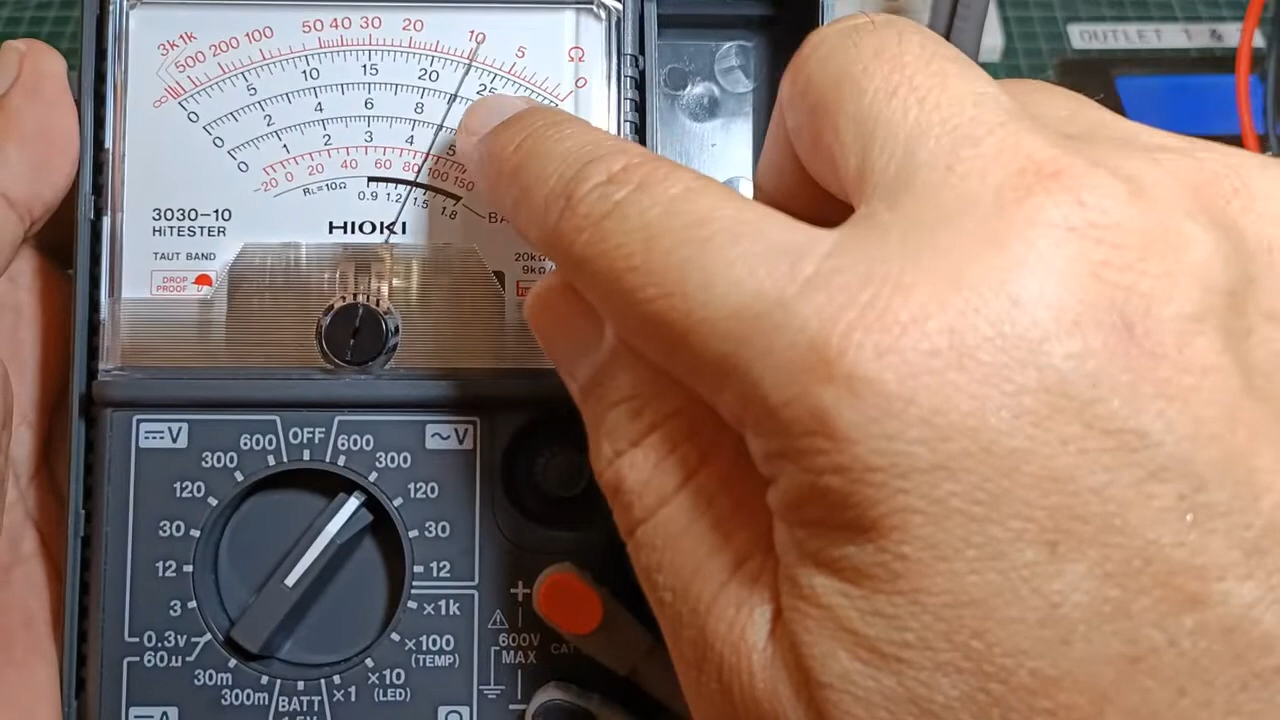 OUTLET 1 &
3k1k
500 200 100 50 40 30 20 10 5 Ω
∞ 0
0 5 10 15 20 25
0 2 4 6 8
0 1 2 3 4 5
-20 0 20 40 60 80 100 150
RL=10Ω 0.9 1.2 1.5 1.8
3030-10
HiTESTER
HIOKI
TAUT BAND
DROP
PROOF
20kΩ
9kΩ/
⎓V 600 OFF 600 ~V
300 300
120 120
30 30
12 12
3 ×1k
0.3V ×100
60μ (TEMP)
30m ×10
300m ×1 (LED)
BATT
A Ω
+
600V
MAX
CAT
−